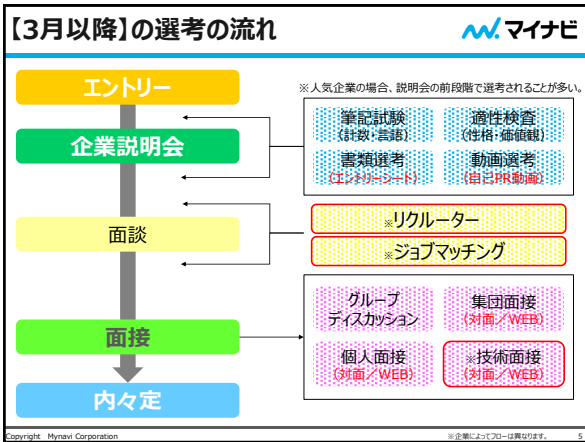 【3月以降】の選考の流れ
マイナビ
エントリー
※人気企業の場合、説明会の前段階で選考されることが多い。
筆記試験
(計数・言語)
適性検査
(性格・価値観)
企業説明会
書類選考
(エントリーシート)
動画選考
(自己PR動画)
面談
※リクルーター
※ジョブマッチング
グループ
ディスカッション
集団面接
(対面/WEB)
面接
個人面接
(対面/WEB)
※技術面接
(対面/WEB)
内々定
Copyright Mynavi Corporation
※企業によってフローは異なります。
5